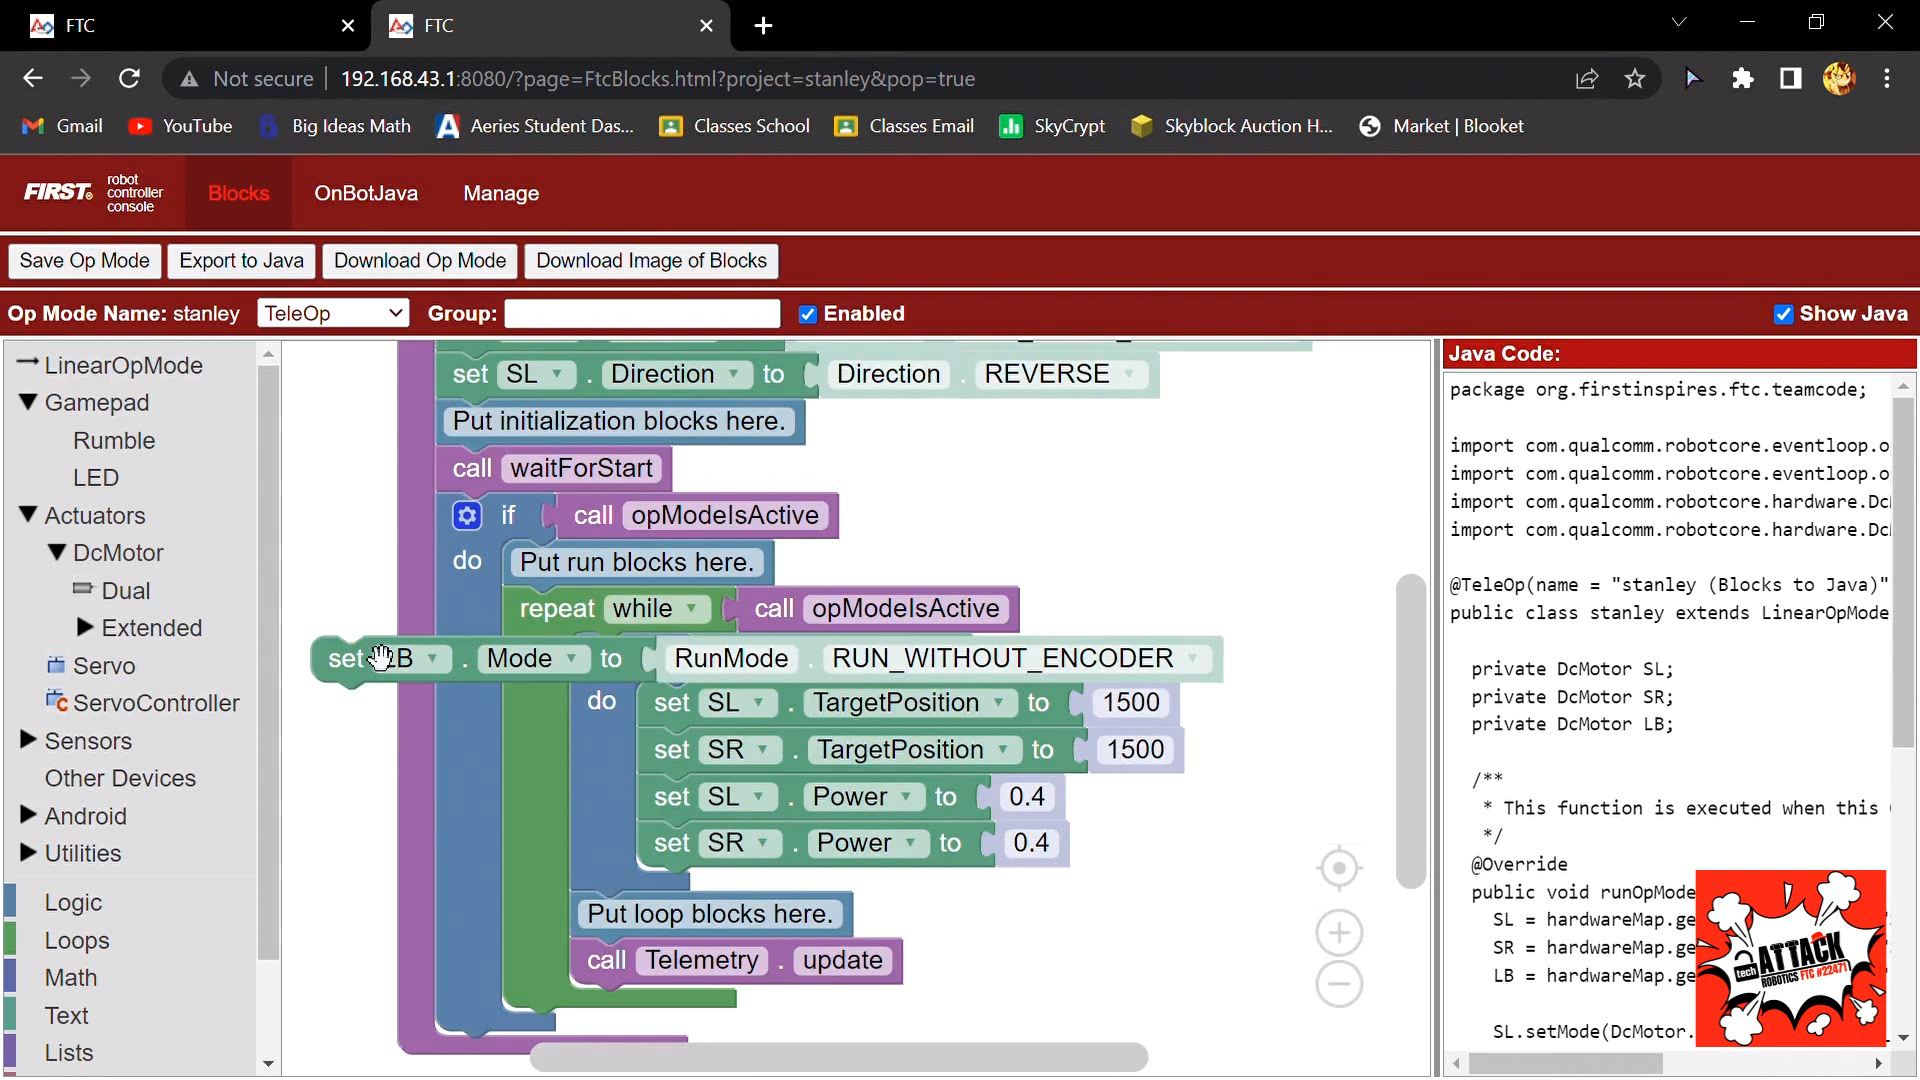 FTC
FTC
Not secure
192.168.43.1:8080/?page=FtcBlocks.html?project=stanley&pop=true
Gmail
YouTube
Big Ideas Math
Aeries Student Das...
Classes School
Classes Email
SkyCrypt
Skyblock Auction H...
Market | Blooket
FIRST
robot
controller
console
Blocks
OnBotJava
Manage
Save Op Mode
Export to Java
Download Op Mode
Download Image of Blocks
Op Mode Name: stanley
TeleOp
Group:
Enabled
Show Java
LinearOpMode
Gamepad
Rumble
LED
Actuators
DcMotor
Dual
Extended
Servo
ServoController
Sensors
Other Devices
Android
Utilities
Logic
Loops
Math
Text
Lists
set SL . Direction to Direction . REVERSE
Put initialization blocks here.
call waitForStart
if call opModeIsActive
do Put run blocks here.
repeat while call opModeIsActive
set B . Mode to RunMode . RUN_WITHOUT_ENCODER
do set SL . TargetPosition to 1500
set SR . TargetPosition to 1500
set SL . Power to 0.4
set SR . Power to 0.4
Put loop blocks here.
call Telemetry . update
Java Code:
package org.firstinspires.ftc.teamcode;
import com.qualcomm.robotcore.eventloop.o
import com.qualcomm.robotcore.eventloop.o
import com.qualcomm.robotcore.hardware.Dc
import com.qualcomm.robotcore.hardware.Dc
@TeleOp(name = "stanley (Blocks to Java)"
public class stanley extends LinearOpMode
private DcMotor SL;
private DcMotor SR;
private DcMotor LB;
/**
* This function is executed when this
*/
@Override
public void runOpMode
SL = hardwareMap.ge
SR = hardwareMap.ge
LB = hardwareMap.ge
SL.setMode(DcMotor.
tech
ATTACK
ROBOTICS FTC #22471